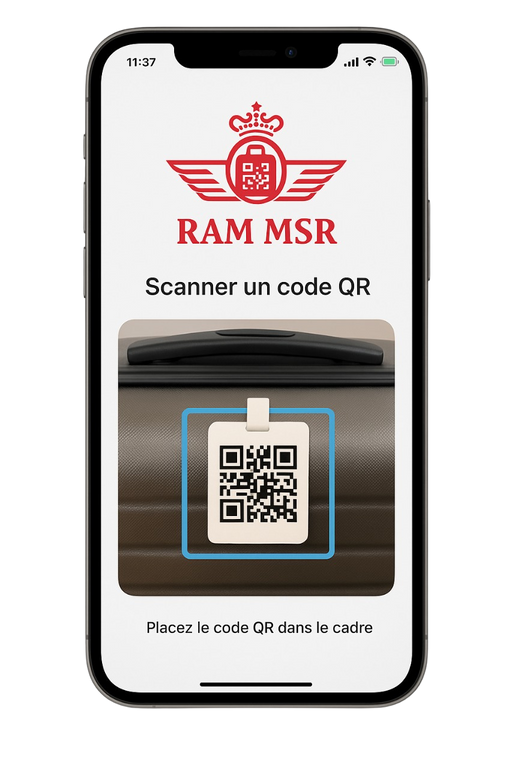 11:37
RAM MSR
Scanner un code QR
Placez le code QR dans le cadre